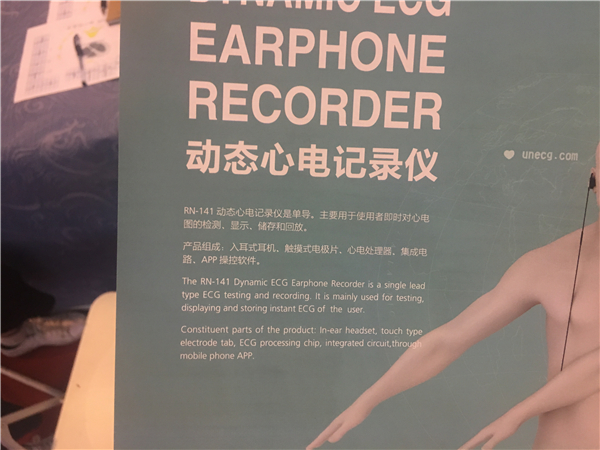 DYNAMIC ECG
EARPHONE
RECORDER
动态心电记录仪
unecg.com
RN-141 动态心电记录仪是单导。主要用于使用者即时对心电
图的检测、显示、储存和回放。
产品组成：入耳式耳机、触摸式电极片、心电处理器、集成电
路、APP 操控软件。
The RN-141 Dynamic ECG Earphone Recorder is a single lead
type ECG testing and recording. It is mainly used for testing,
displaying and storing instant ECG of the user.
Constituent parts of the product: In-ear headset, touch type
electrode tab, ECG processing chip, integrated circuit,through
mobile phone APP.